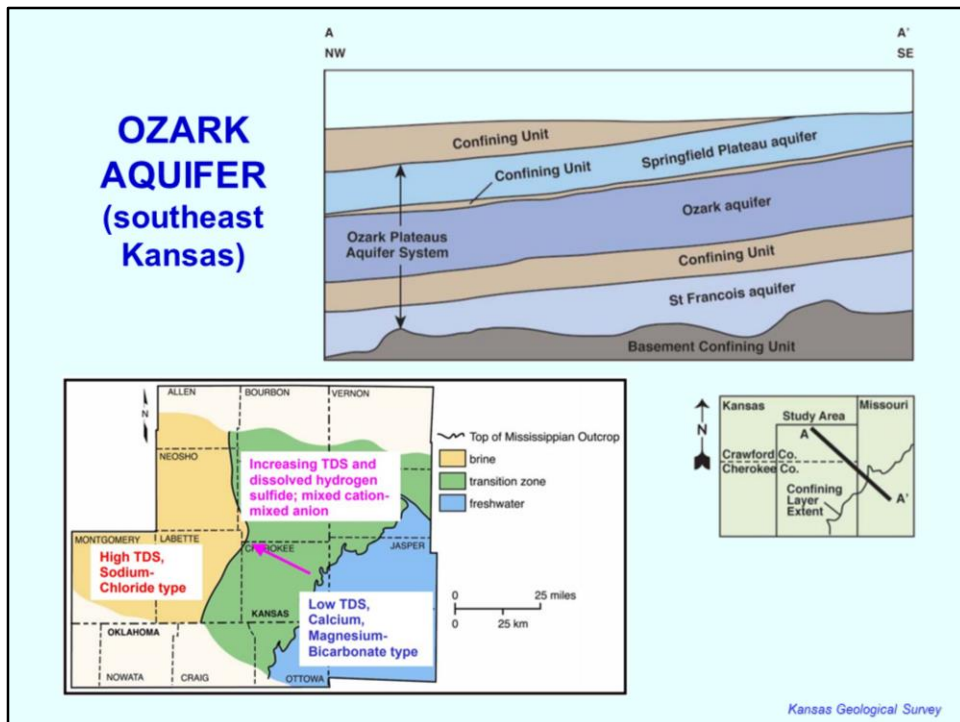 OZARK
AQUIFER
(southeast
Kansas)
A
NW
A'
SE
Confining Unit
Springfield Plateau aquifer
Confining Unit
Ozark aquifer
Ozark Plateaus
Aquifer System
Confining Unit
St Francois aquifer
Basement Confining Unit
ALLEN
BOURBON
VERNON
N
NEOSHO
Increasing TDS and
dissolved hydrogen
sulfide; mixed cation-
mixed anion
MONTGOMERY
LABETTE
CHEROKEE
JASPER
High TDS,
Sodium-
Chloride type
KANSAS
OKLAHOMA
Low TDS,
Calcium,
Magnesium-
Bicarbonate type
NOWATA
CRAIG
OTTOWA
Top of Mississippian Outcrop
brine
transition zone
freshwater
0 25 miles
0 25 km
N
Kansas
Missouri
Study Area
A
Crawford Co.
Cherokee Co.
Confining
Layer
Extent
A'
Kansas Geological Survey